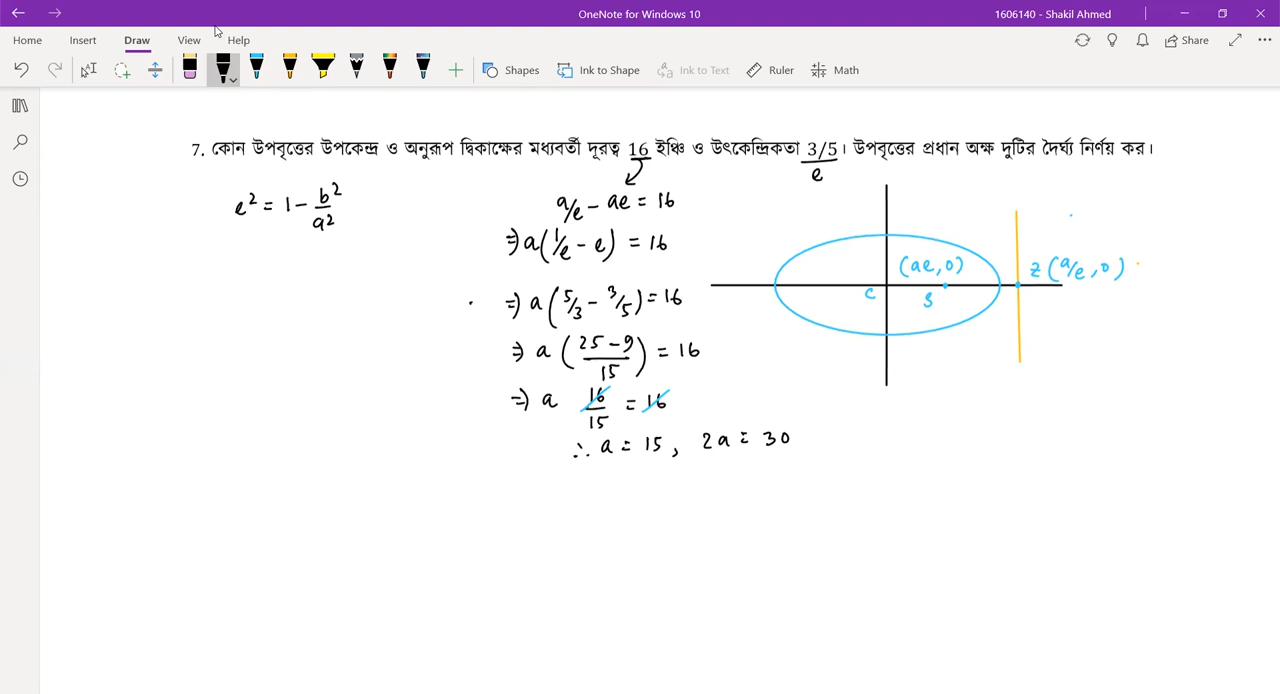 OneNote for Windows 10
1606140 - Shakil Ahmed
Home Insert Draw View Help
Share
Shapes Ink to Shape Ink to Text Ruler Math
7. কোন উপবৃত্তের উপকেন্দ্র ও অনুরূপ দ্বিকাক্ষের মধ্যবর্তী দূরত্ব 16 ইঞ্চি ও উৎকেন্দ্রিকতা 3/5। উপবৃত্তের প্রধান অক্ষ দুটির দৈর্ঘ্য নির্ণয় কর।
e
e² = 1 - b²/a²
a/e - ae = 16
⇒ a(1/e - e) = 16
⇒ a(5/3 - 3/5) = 16
⇒ a(25-9/15) = 16
⇒ a 16/15 = 16
∴ a = 15, 2a = 30
(ae, 0)
Z (a/e, 0)
C
S